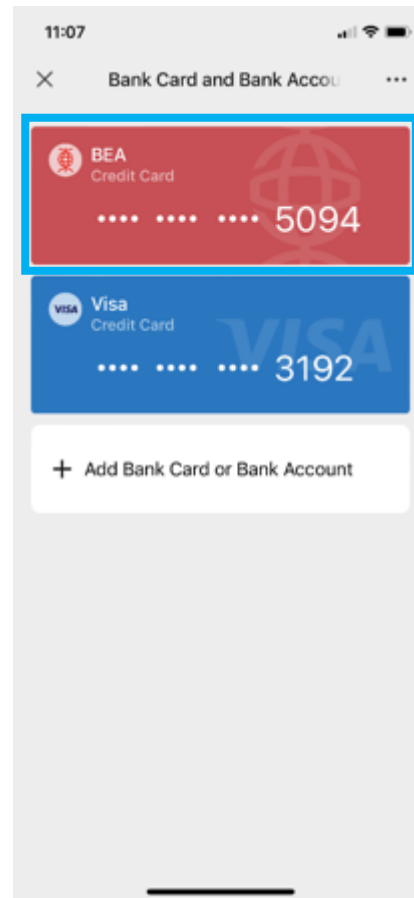 11:07
Bank Card and Bank Accou
BEA
Credit Card
•••• •••• •••• 5094
VISA Visa
Credit Card
VISA
•••• •••• •••• 3192
+ Add Bank Card or Bank Account